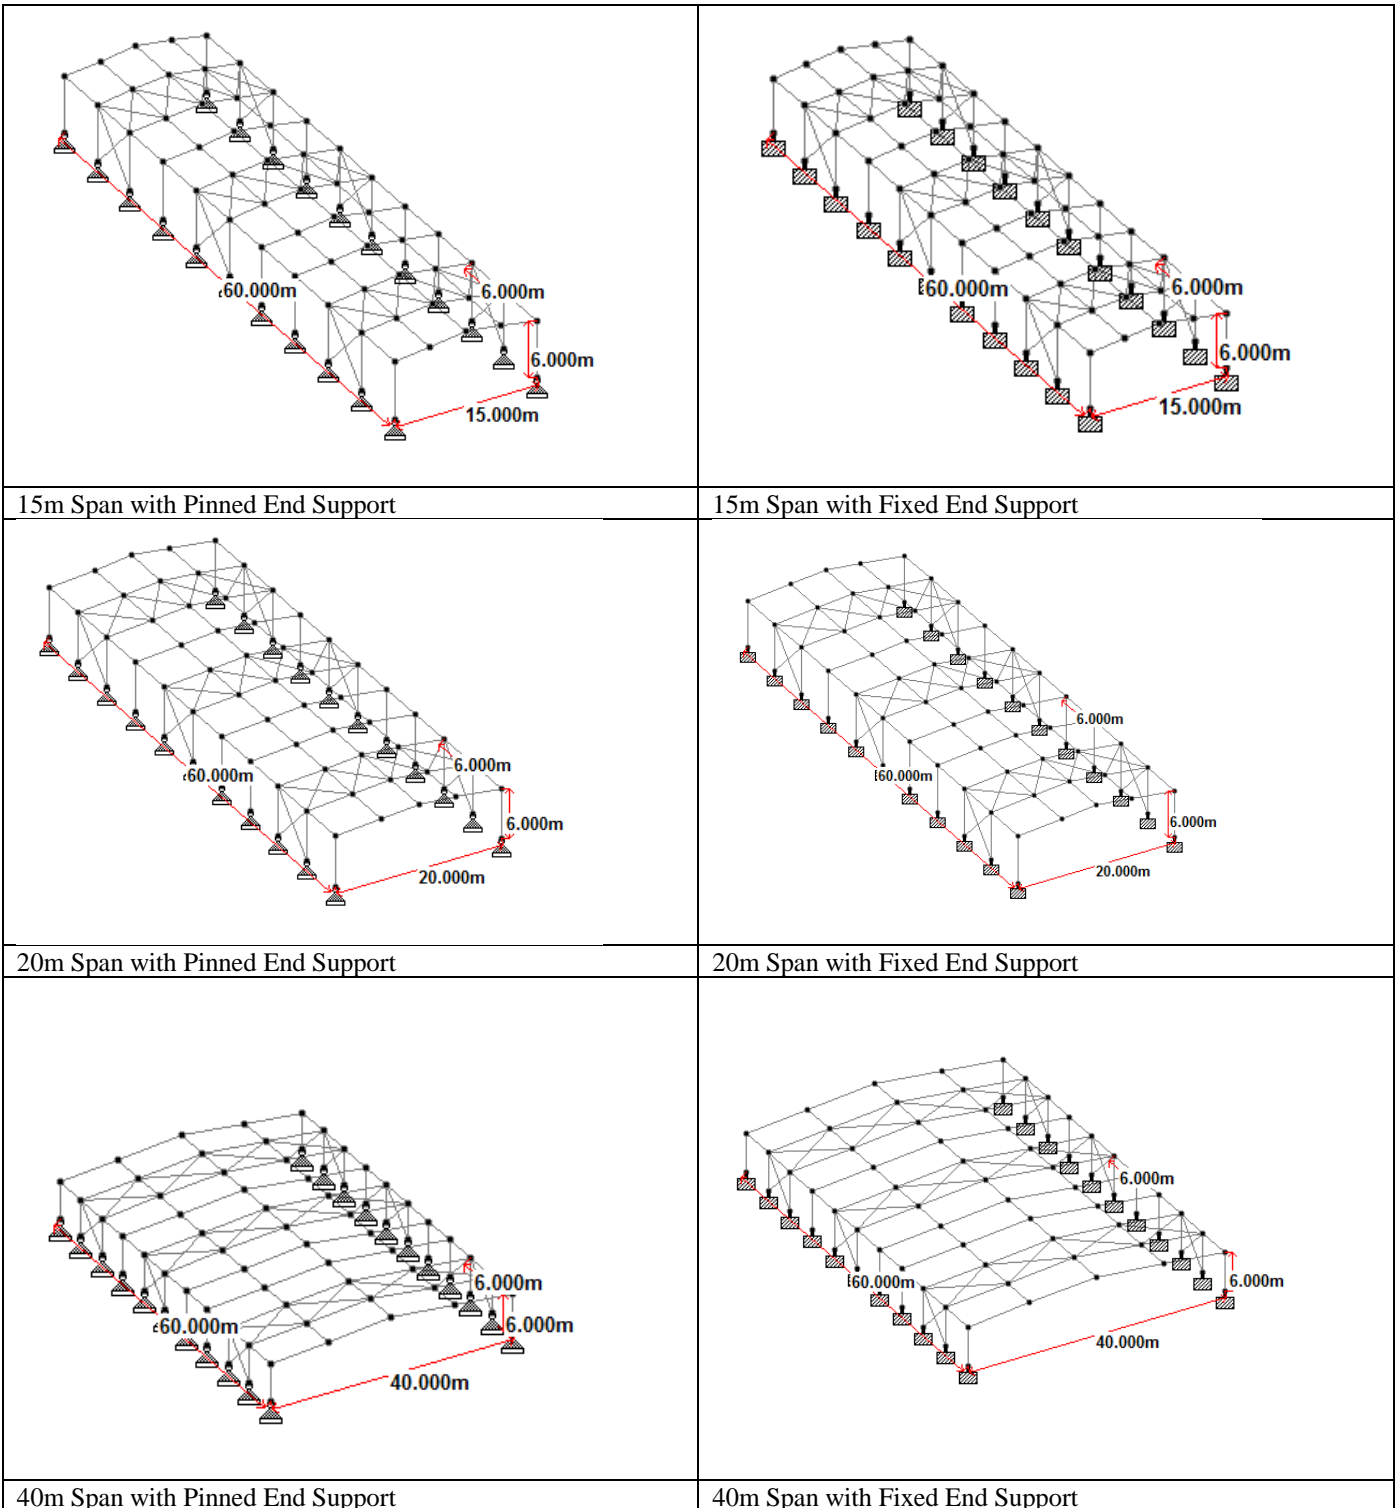 60.000m
6.000m
6.000m
15.000m
60.000m
6.000m
6.000m
15.000m
15m Span with Pinned End Support
15m Span with Fixed End Support
60.000m
6.000m
6.000m
20.000m
60.000m
6.000m
6.000m
20.000m
20m Span with Pinned End Support
20m Span with Fixed End Support
60.000m
6.000m
6.000m
40.000m
60.000m
6.000m
6.000m
40.000m
40m Span with Pinned End Support
40m Span with Fixed End Support